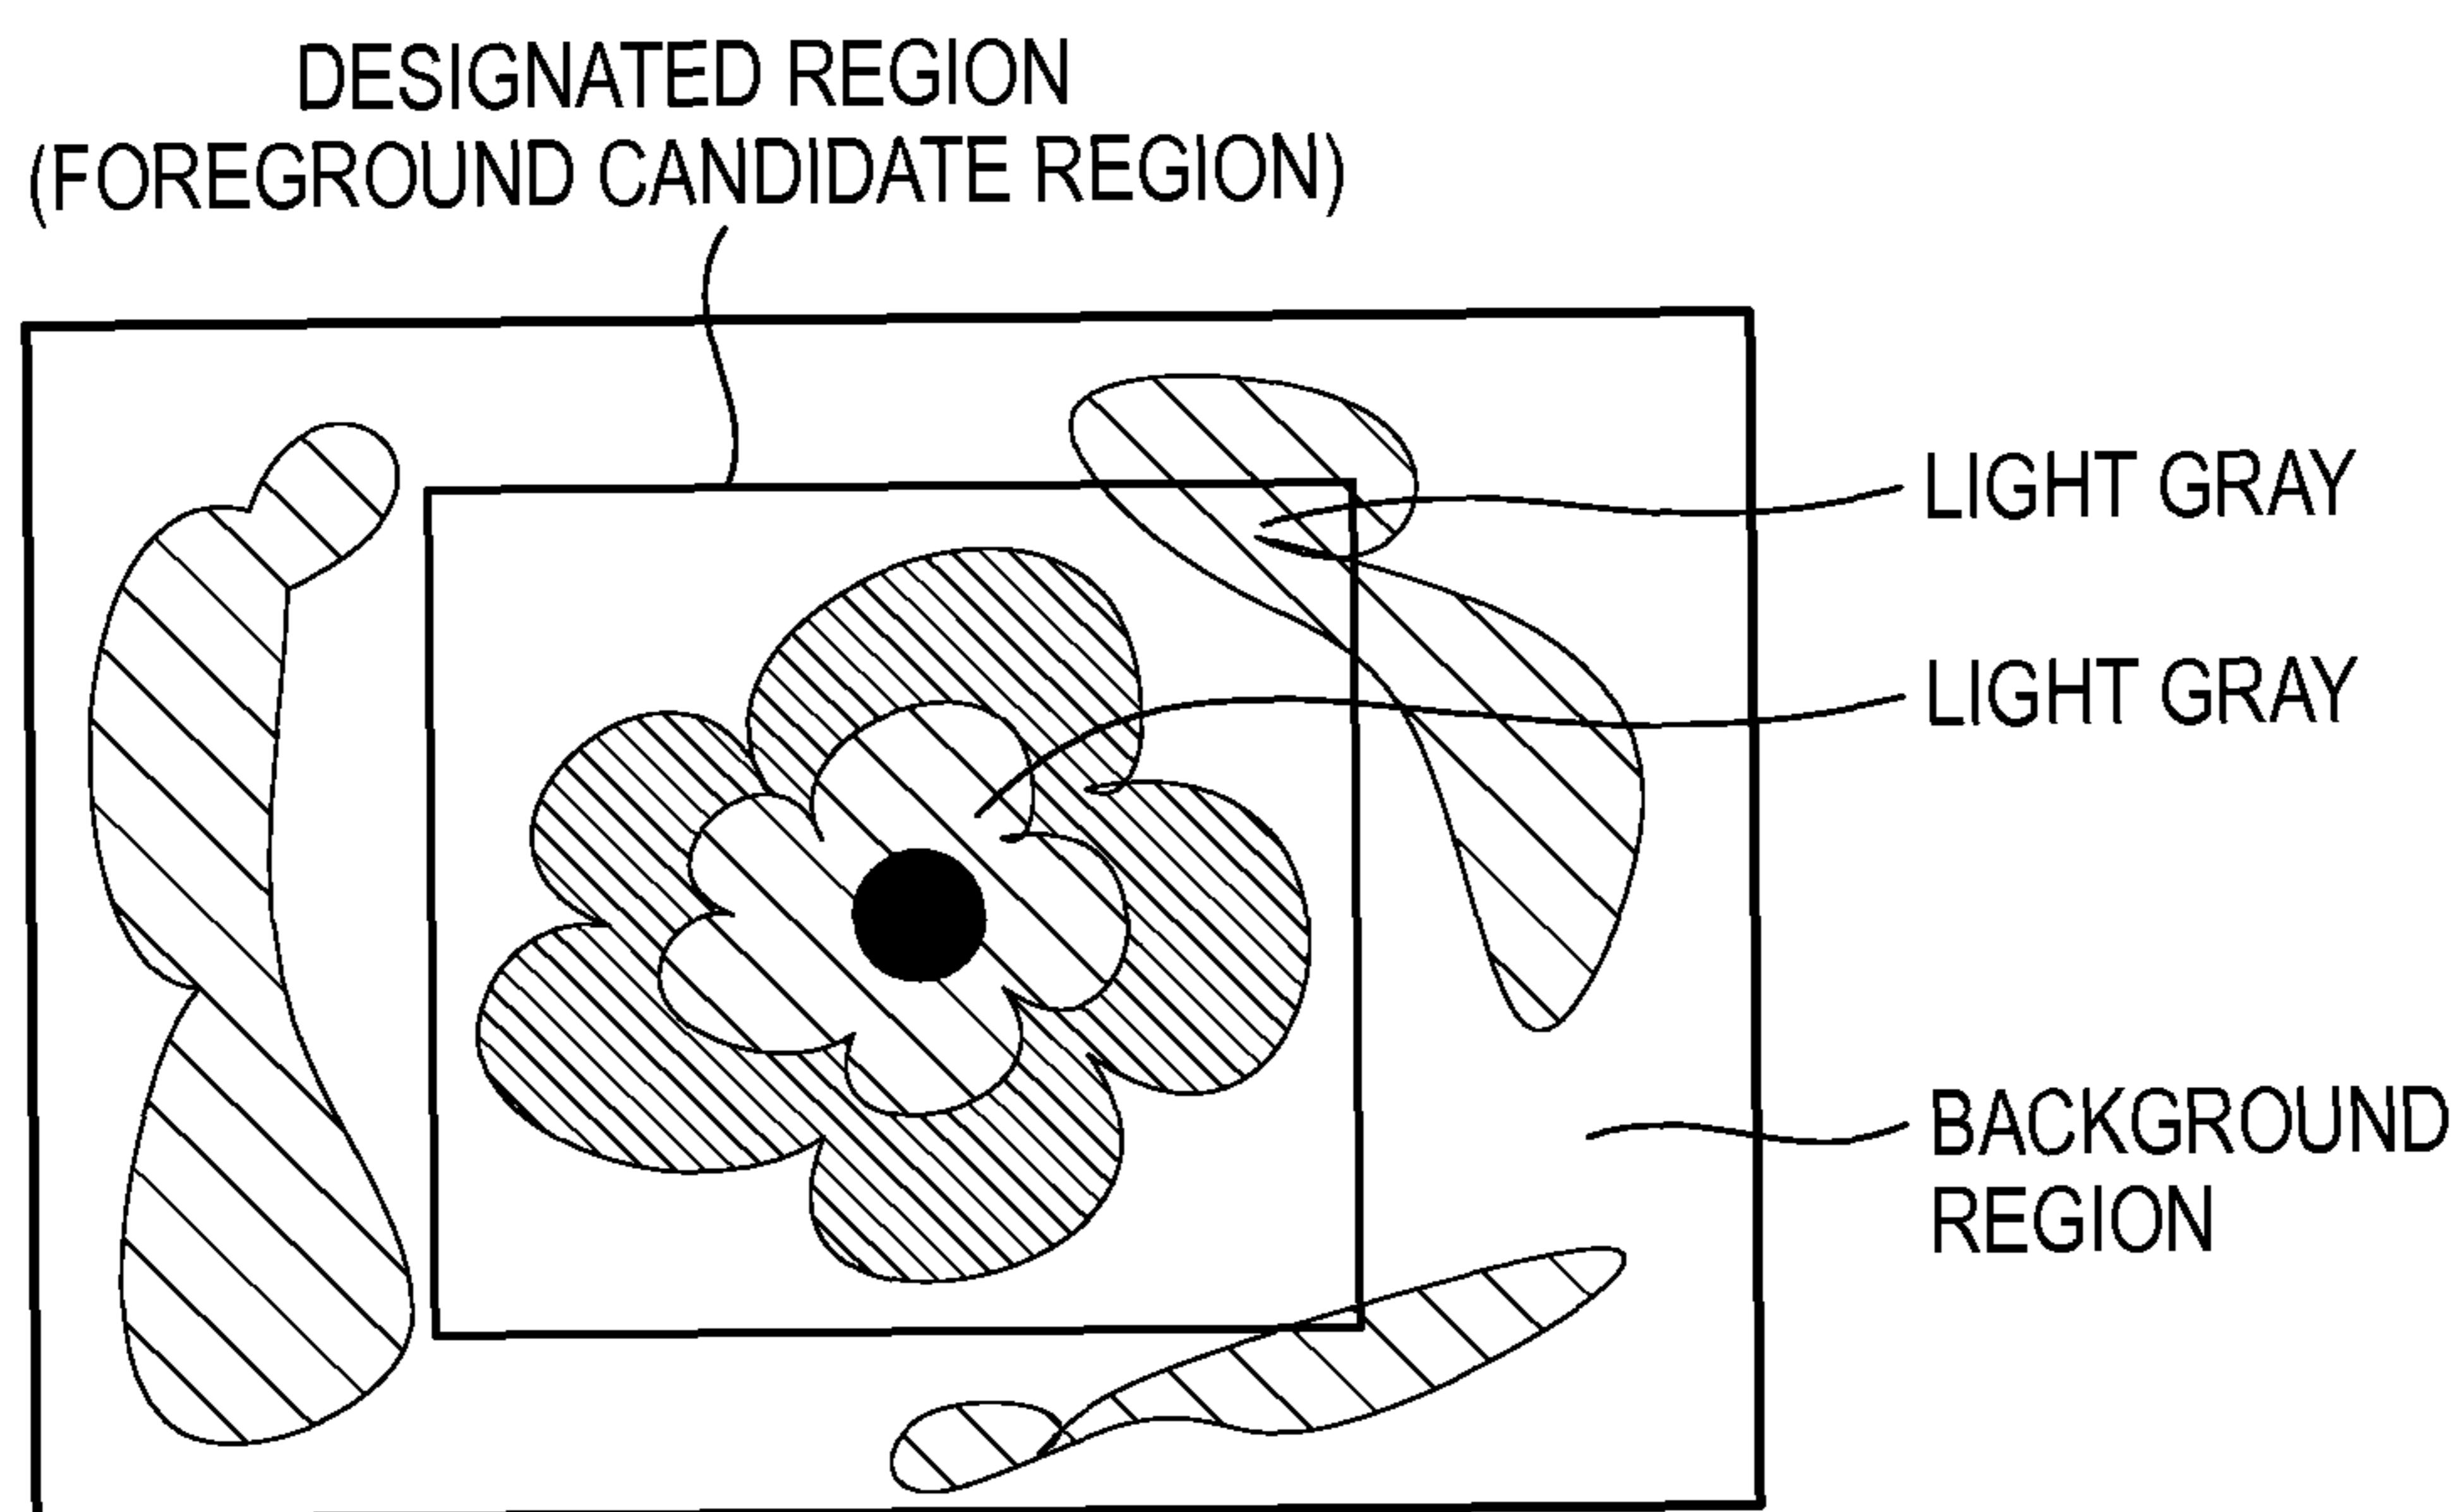 DESIGNATED REGION
(FOREGROUND CANDIDATE REGION)
LIGHT GRAY
LIGHT GRAY
BACKGROUND
REGION